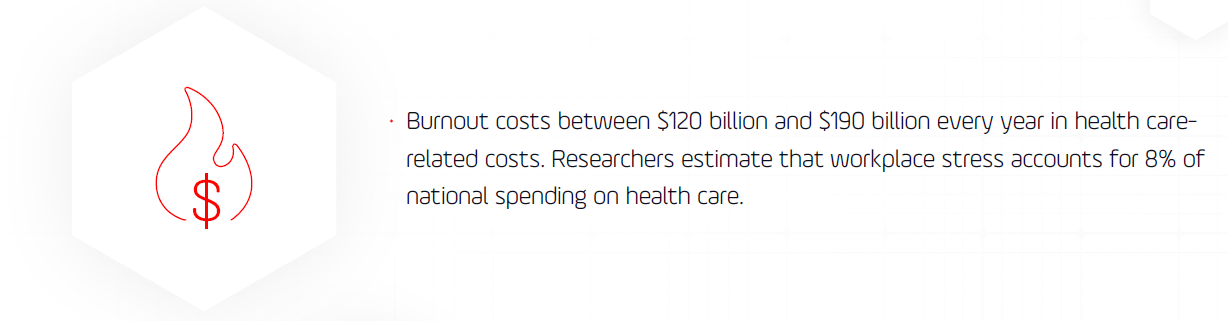 $
· Burnout costs between $120 billion and $190 billion every year in health care-
related costs. Researchers estimate that workplace stress accounts for 8% of
national spending on health care.